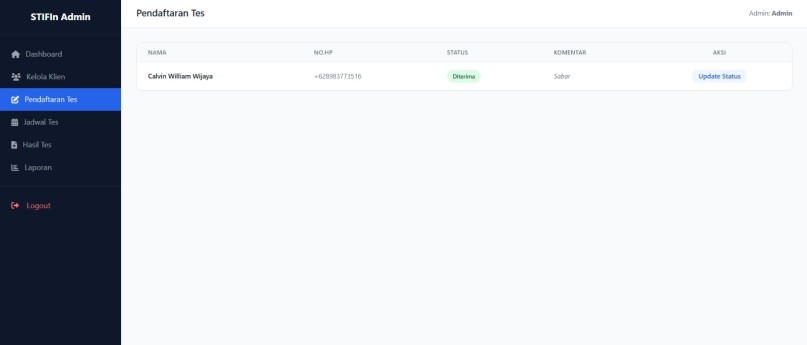 STIFIn Admin
Pendaftaran Tes
Admin: Admin
Dashboard
Kelola Klien
Pendaftaran Tes
Jadwal Tes
Hasil Tes
Laporan
Logout
NAMA NO.HP STATUS KOMENTAR AKSI
Calvin William Wijaya +628983773516 Diterima Sabar Update Status